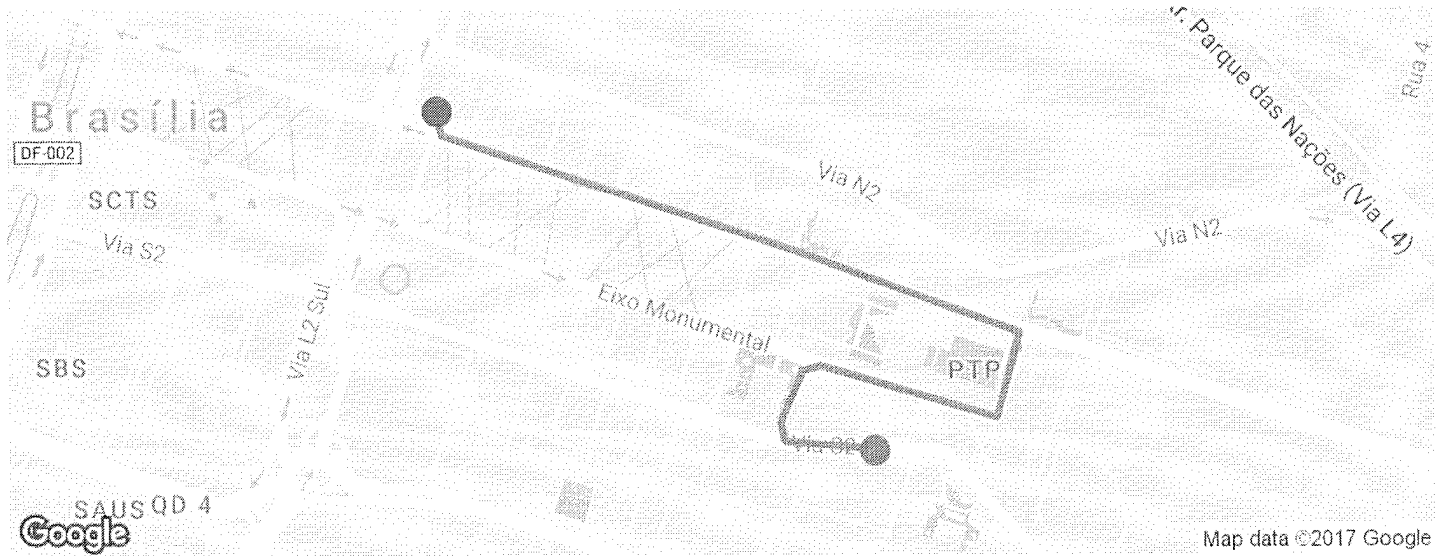 Ar. Parque das Nações (Via L4)
Rua 4
Brasília
DF-002
SCTS
Via N2
Via S2
Via N2
Eixo Monumental
Via L2 Sul
SBS
PTP
Via S2
SAUS QD 4
Google
Map data ©2017 Google